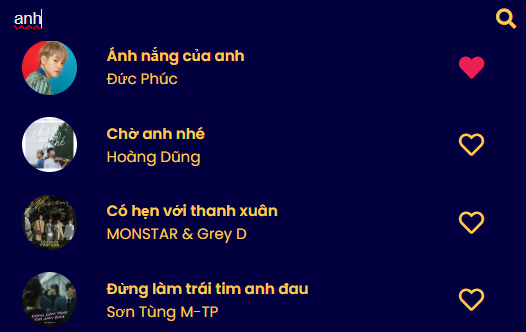 anh
Ánh nắng của anh
Đức Phúc
Chờ anh nhé
Hoàng Dũng
Có hẹn với thanh xuân
MONSTAR & Grey D
Đừng làm trái tim anh đau
Sơn Tùng M-TP